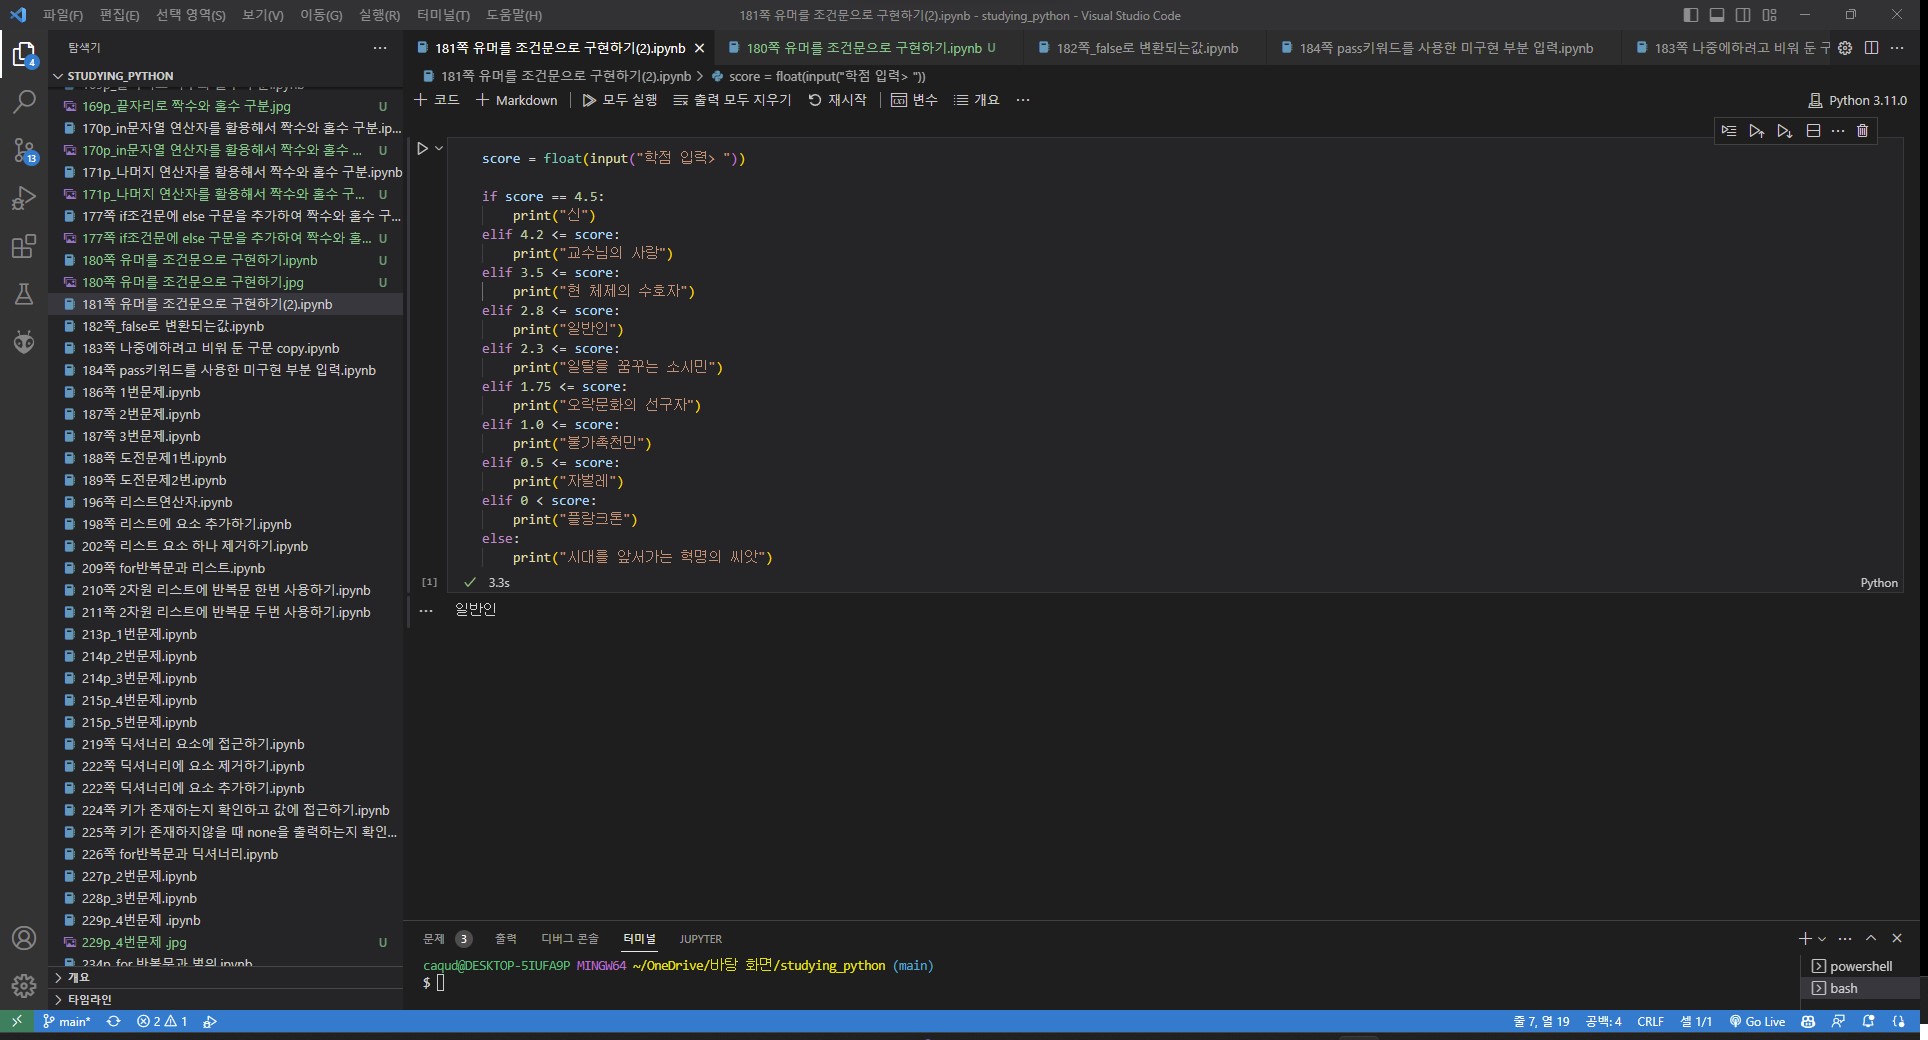 파일(F) 편집(E) 선택 영역(S) 보기(V) 이동(G) 실행(R) 터미널(T) 도움말(H)
181쪽 유머를 조건문으로 구현하기(2).ipynb - studying_python - Visual Studio Code
탐색기
STUDYING_PYTHON
169p_끝자리로 짝수와 홀수 구분.jpg U
170p_in문자열 연산자를 활용해서 짝수와 홀수 구분.ip...
170p_in문자열 연산자를 활용해서 짝수와 홀수 ... U
171p_나머지 연산자를 활용해서 짝수와 홀수 구분.ipynb
171p_나머지 연산자를 활용해서 짝수와 홀수 구... U
177쪽 if조건문에 else 구문을 추가하여 짝수와 홀수 구...
177쪽 if조건문에 else 구문을 추가하여 짝수와 홀... U
180쪽 유머를 조건문으로 구현하기.ipynb U
180쪽 유머를 조건문으로 구현하기.jpg U
181쪽 유머를 조건문으로 구현하기(2).ipynb
182쪽_false로 변환되는값.ipynb
183쪽 나중에하려고 비워 둔 구문 copy.ipynb
184쪽 pass키워드를 사용한 미구현 부분 입력.ipynb
186쪽 1번문제.ipynb
187쪽 2번문제.ipynb
187쪽 3번문제.ipynb
188쪽 도전문제1번.ipynb
189쪽 도전문제2번.ipynb
196쪽 리스트연산자.ipynb
198쪽 리스트에 요소 추가하기.ipynb
202쪽 리스트 요소 하나 제거하기.ipynb
209쪽 for반복문과 리스트.ipynb
210쪽 2차원 리스트에 반복문 한번 사용하기.ipynb
211쪽 2차원 리스트에 반복문 두번 사용하기.ipynb
213p_1번문제.ipynb
214p_2번문제.ipynb
214p_3번문제.ipynb
215p_4번문제.ipynb
215p_5번문제.ipynb
219쪽 딕셔너리 요소에 접근하기.ipynb
222쪽 딕셔너리에 요소 제거하기.ipynb
222쪽 딕셔너리에 요소 추가하기.ipynb
224쪽 키가 존재하는지 확인하고 값에 접근하기.ipynb
225쪽 키가 존재하지않을 때 none을 출력하는지 확인...
226쪽 for반복문과 딕셔너리.ipynb
227p_2번문제.ipynb
228p_3번문제.ipynb
229p_4번문제 .ipynb
229p_4번문제 .jpg U
234p_for 반복문과 범위.ipynb
개요
타임라인
4
13
181쪽 유머를 조건문으로 구현하기(2).ipynb
180쪽 유머를 조건문으로 구현하기.ipynb U
182쪽_false로 변환되는값.ipynb
184쪽 pass키워드를 사용한 미구현 부분 입력.ipynb
183쪽 나중에하려고 비워 둔 구
181쪽 유머를 조건문으로 구현하기(2).ipynb > score = float(input("학점 입력> "))
코드 Markdown 모두 실행 출력 모두 지우기 재시작 변수 개요
Python 3.11.0
score = float(input("학점 입력> "))
if score == 4.5:
print("신")
elif 4.2 <= score:
print("교수님의 사랑")
elif 3.5 <= score:
print("현 체제의 수호자")
elif 2.8 <= score:
print("일반인")
elif 2.3 <= score:
print("일탈을 꿈꾸는 소시민")
elif 1.75 <= score:
print("오락문화의 선구자")
elif 1.0 <= score:
print("불가촉천민")
elif 0.5 <= score:
print("자벌레")
elif 0 < score:
print("플랑크톤")
else:
print("시대를 앞서가는 혁명의 씨앗")
[1] 3.3s
Python
일반인
문제 3 출력 디버그 콘솔 터미널 JUPYTER
caqud@DESKTOP-5IUFA9P MINGW64 ~/OneDrive/바탕 화면/studying_python (main)
$
powershell
bash
main* 2 1
줄 7, 열 19 공백: 4 CRLF 셀 1/1 Go Live